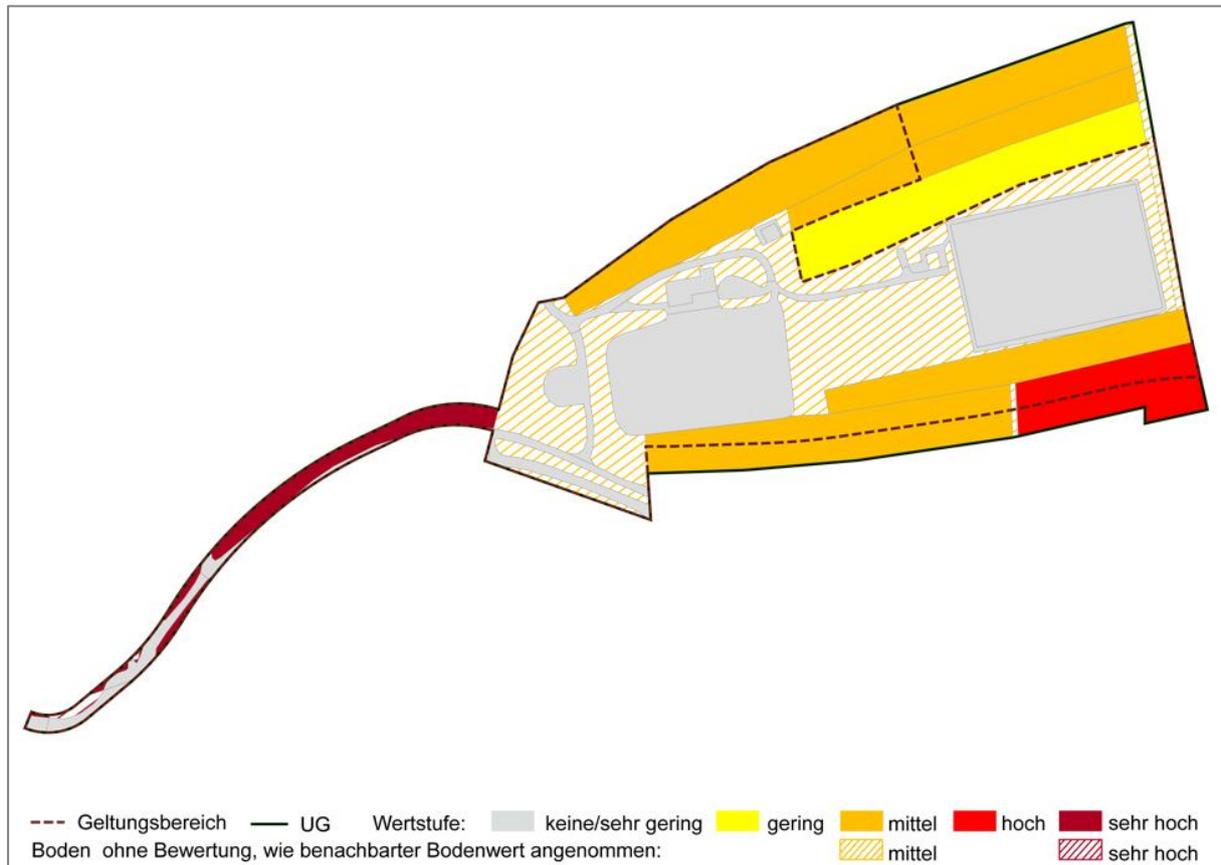 Geltungsbereich UG Wertstufe: keine/sehr gering gering mittel hoch sehr hoch
Boden ohne Bewertung, wie benachbarter Bodenwert angenommen: mittel sehr hoch